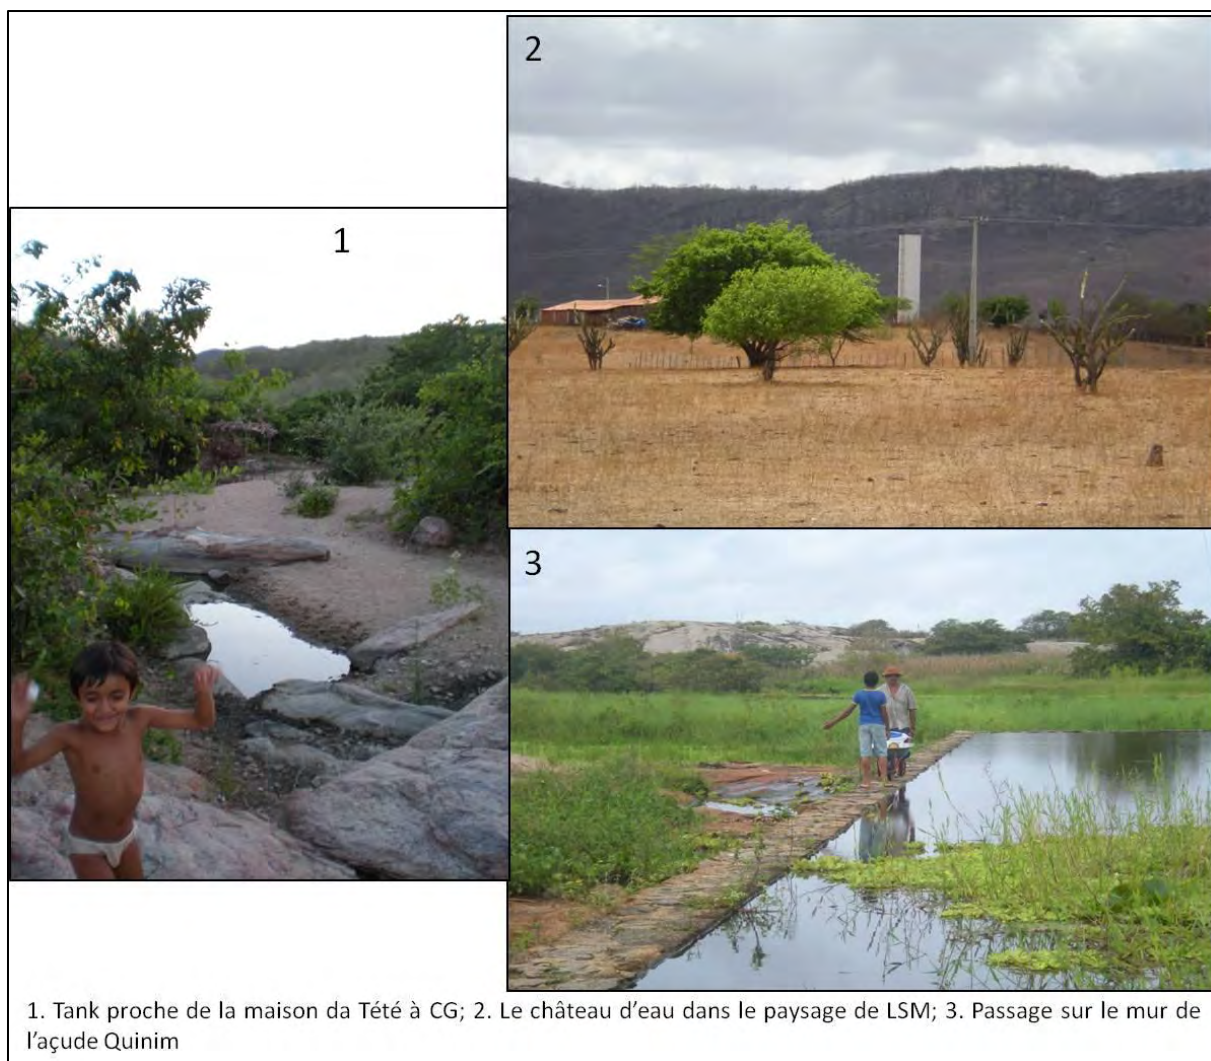 2
1
3
1. Tank proche de la maison da Tété à CG; 2. Le château d'eau dans le paysage de LSM; 3. Passage sur le mur de
l'açude Quinim